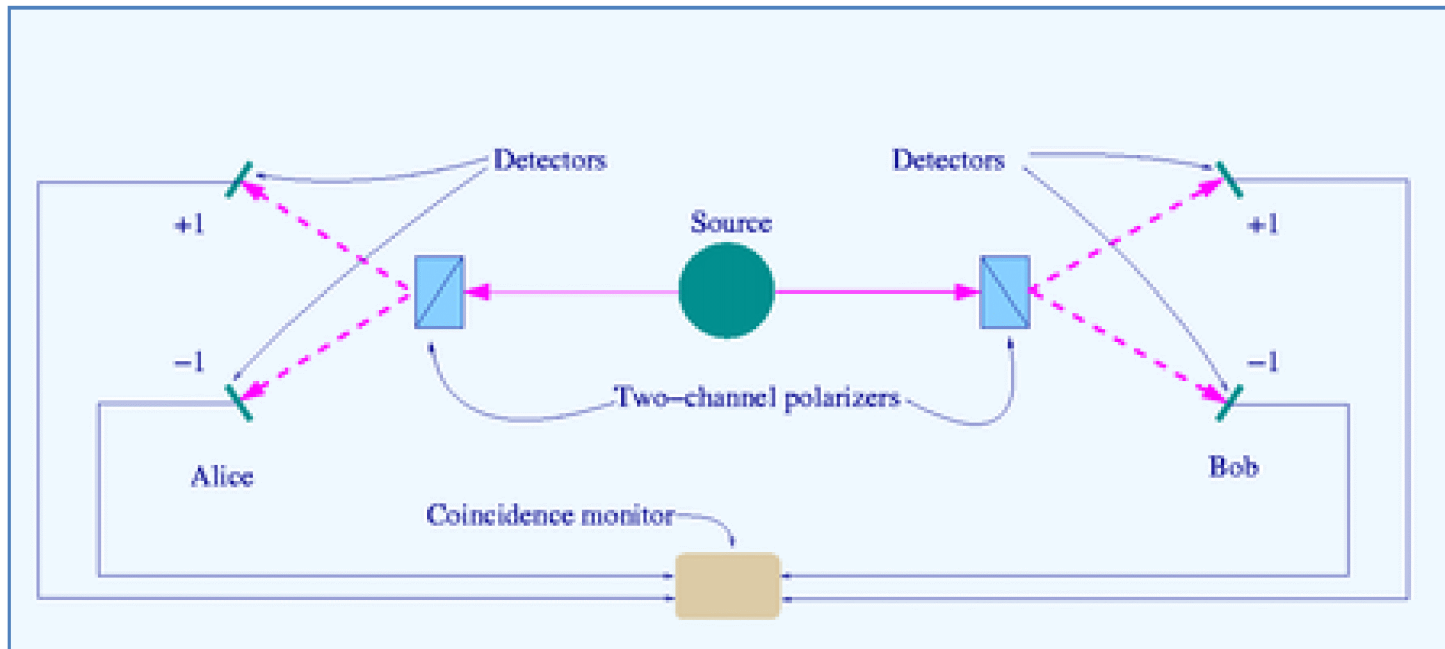 Detectors
Detectors
Source
+1
+1
−1
−1
Two−channel polarizers
Alice
Bob
Coincidence monitor